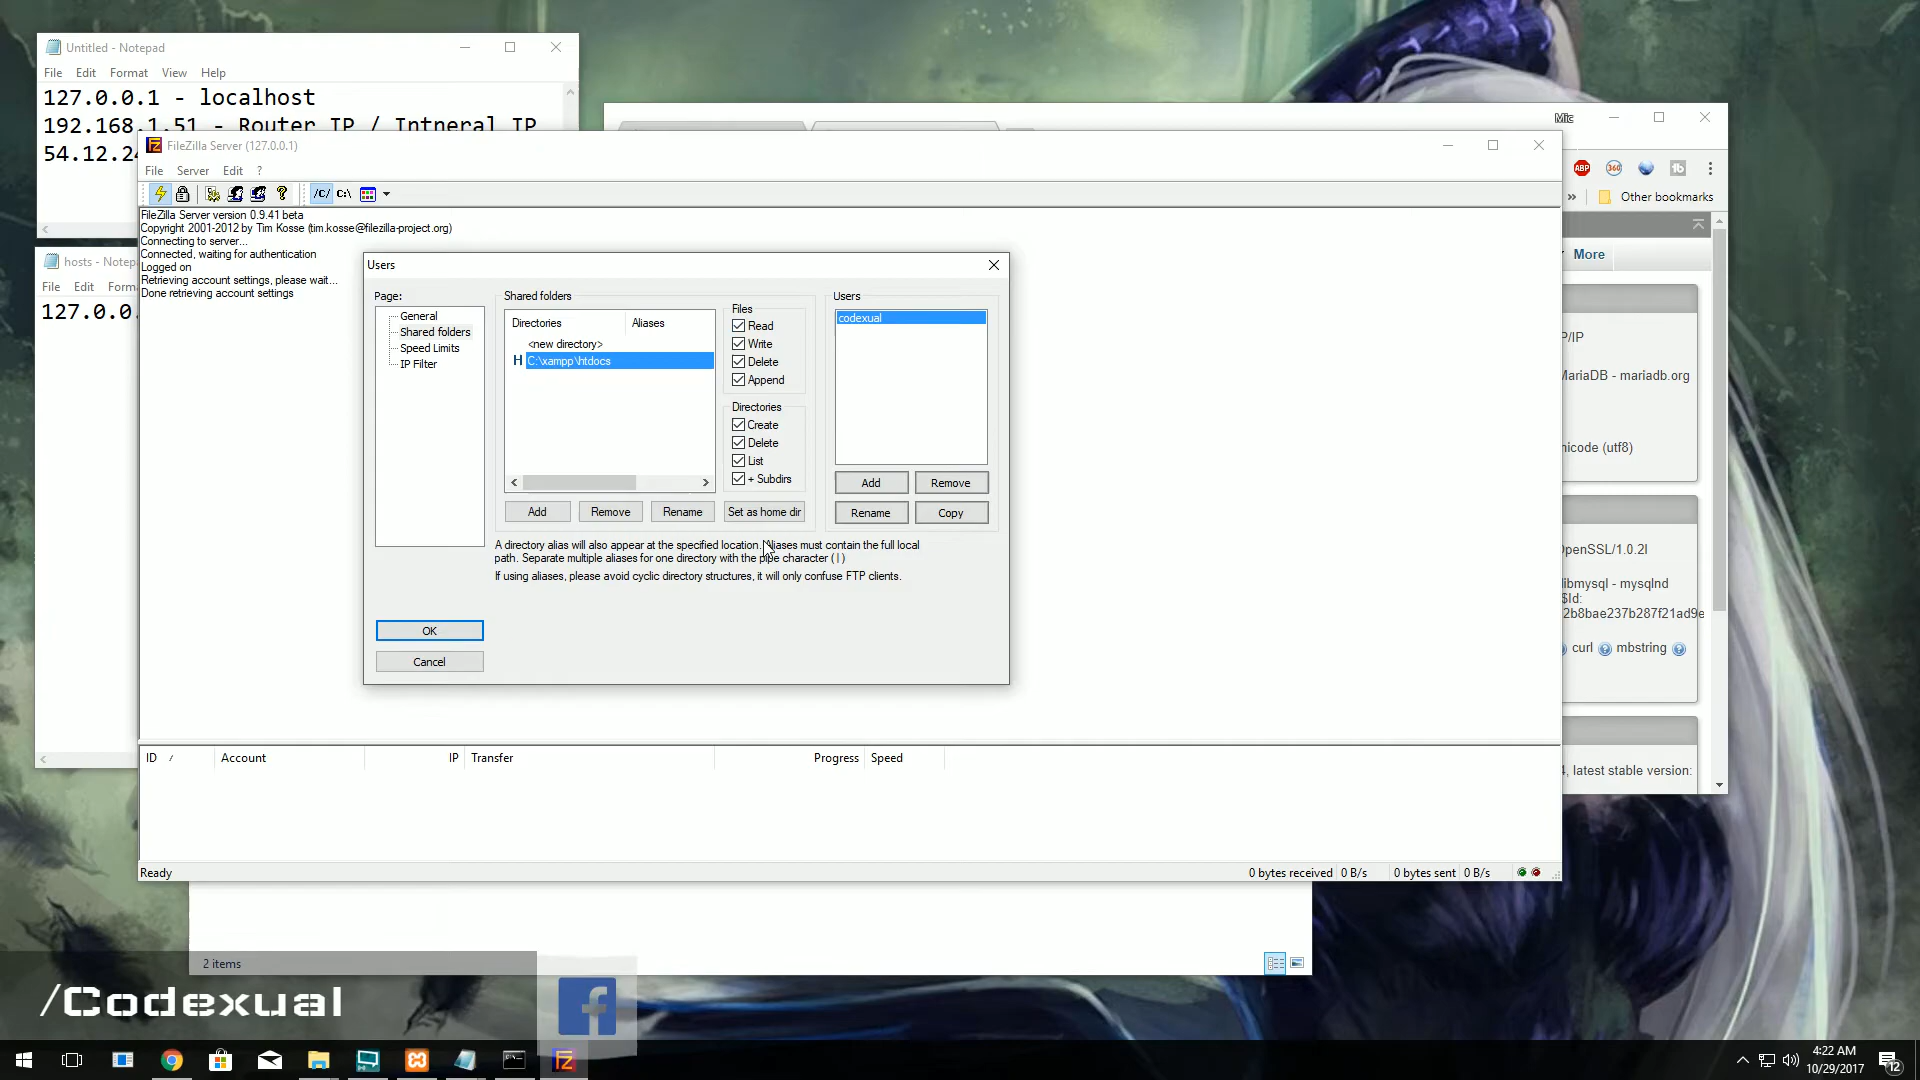 Untitled - Notepad
File Edit Format View Help
127.0.0.1 - localhost
192.168.1.51 - Router IP / Intneral IP
54.12.24
hosts - Notep
File Edit Form
127.0.0.
Mic
Other bookmarks
More
FileZilla Server (127.0.0.1)
File Server Edit ?
/C/ C:\
FileZilla Server version 0.9.41 beta
Copyright 2001-2012 by Tim Kosse (tim.kosse@filezilla-project.org)
Connecting to server...
Connected, waiting for authentication
Logged on
Retrieving account settings, please wait...
Done retrieving account settings
Users
Page:
General
Shared folders
Speed Limits
IP Filter
Shared folders
Directories Aliases
<new directory>
H C:\xampp\htdocs
Files
Read
Write
Delete
Append
Directories
Create
Delete
List
+ Subdirs
Add Remove Rename Set as home dir
Users
codexual
Add Remove
Rename Copy
A directory alias will also appear at the specified location. Aliases must contain the full local
path. Separate multiple aliases for one directory with the pipe character (|)
If using aliases, please avoid cyclic directory structures, it will only confuse FTP clients.
OK
Cancel
P/IP
MariaDB - mariadb.org
nicode (utf8)
OpenSSL/1.0.2l
libmysql - mysqlnd
$Id:
2b8bae237b287f21ad9e
curl mbstring
4, latest stable version:
ID / Account IP Transfer Progress Speed
Ready 0 bytes received 0 B/s 0 bytes sent 0 B/s
2 items
/Codexual
4:22 AM
10/29/2017
12